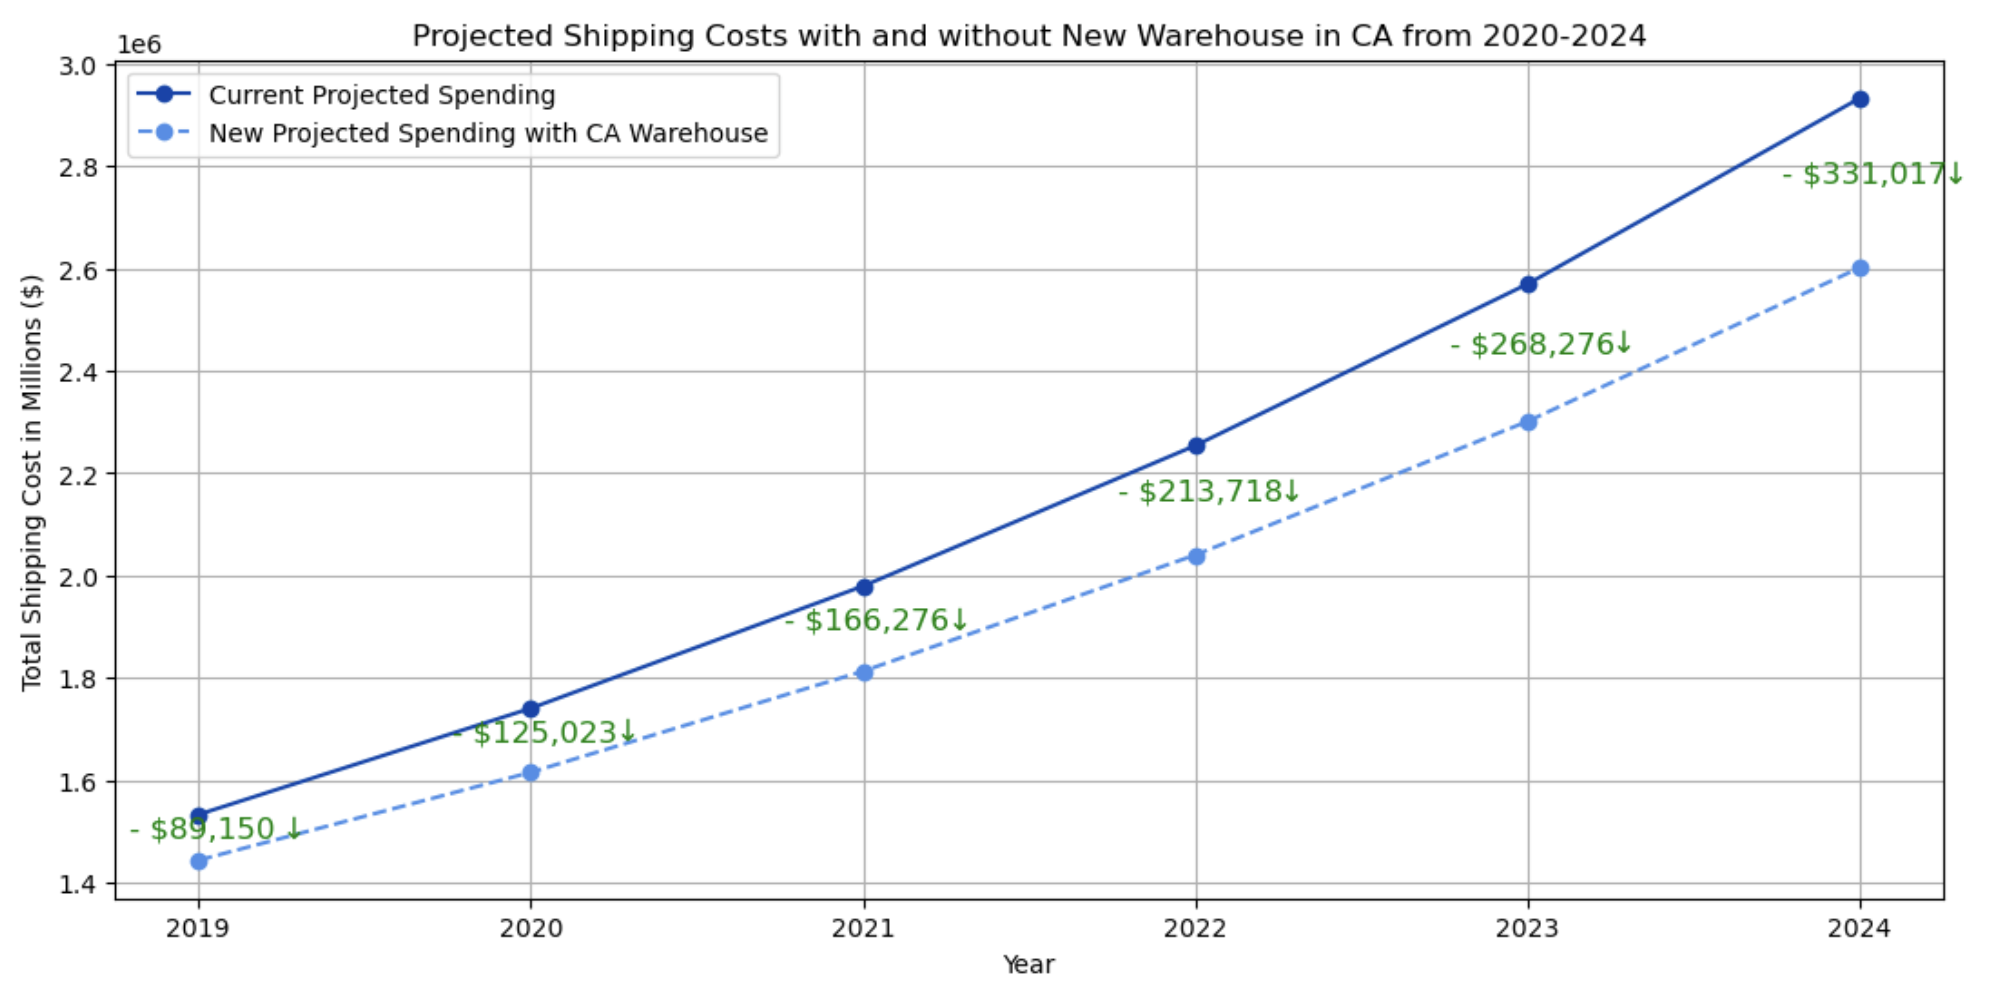 Projected Shipping Costs with and without New Warehouse in CA from 2020-2024
1e6
3.0
2.8
2.6
2.4
2.2
2.0
1.8
1.6
1.4
Total Shipping Cost in Millions ($)
Current Projected Spending
New Projected Spending with CA Warehouse
- $89,150 ↓
- $125,023↓
- $166,276↓
- $213,718↓
- $268,276↓
- $331,017↓
2019 2020 2021 2022 2023 2024
Year